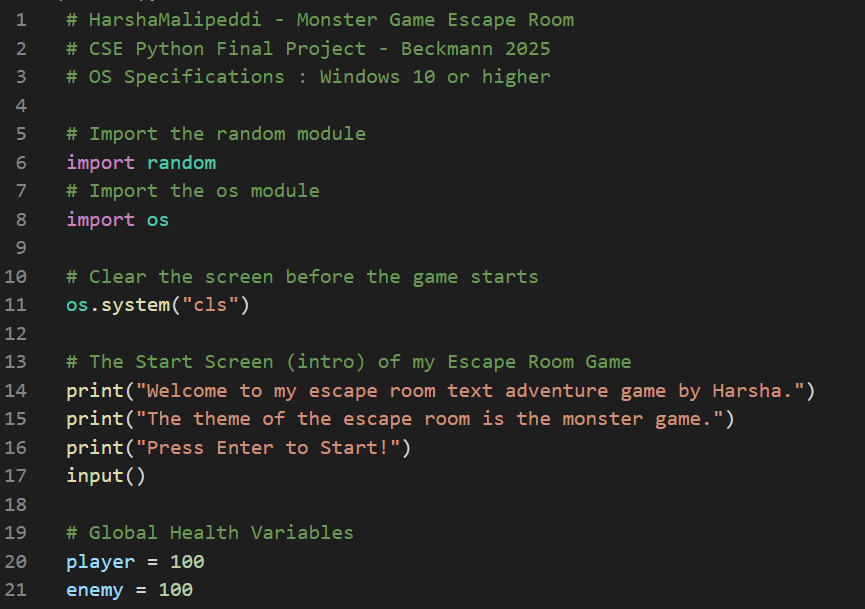 1 # HarshaMalipeddi - Monster Game Escape Room
2 # CSE Python Final Project - Beckmann 2025
3 # OS Specifications : Windows 10 or higher
4
5 # Import the random module
6 import random
7 # Import the os module
8 import os
9
10 # Clear the screen before the game starts
11 os.system("cls")
12
13 # The Start Screen (intro) of my Escape Room Game
14 print("Welcome to my escape room text adventure game by Harsha.")
15 print("The theme of the escape room is the monster game.")
16 print("Press Enter to Start!")
17 input()
18
19 # Global Health Variables
20 player = 100
21 enemy = 100